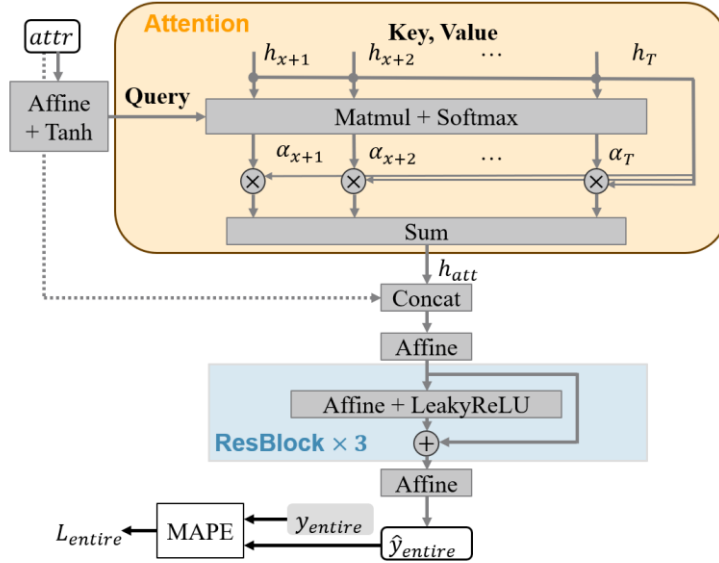 Attention
attr
Key, Value
h_{x+1} h_{x+2} ⋯ h_T
Affine
+ Tanh
Query
Matmul + Softmax
α_{x+1} α_{x+2} ⋯ α_T
× × ×
Sum
h_{att}
Concat
Affine
Affine + LeakyReLU
ResBlock × 3
+
Affine
L_{entire}
MAPE
y_{entire}
ŷ_{entire}